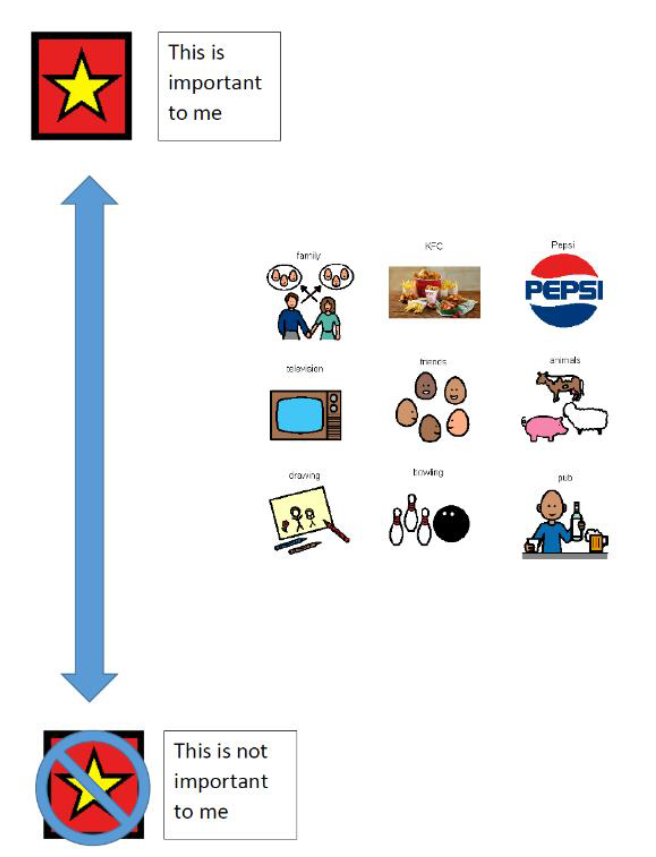 This is
important
to me
family
KFC
Pepsi
PEPSI
television
friends
animals
drawing
bowling
pub
This is not
important
to me